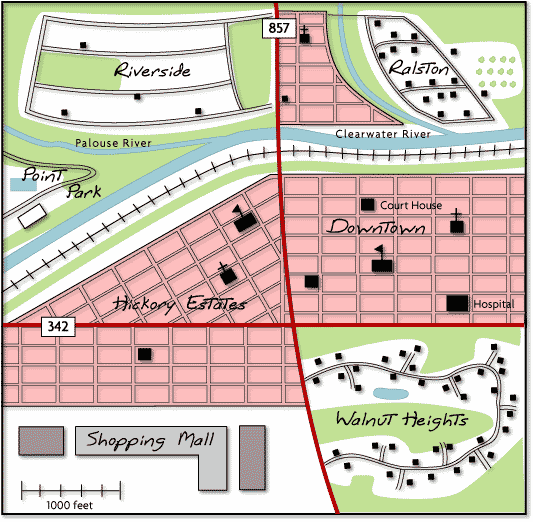 857
Riverside
Ralston
Clearwater River
Palouse River
Point
Park
Court House
Downtown
Hickory Estates
Hospital
342
Walnut Heights
Shopping Mall
1000 feet